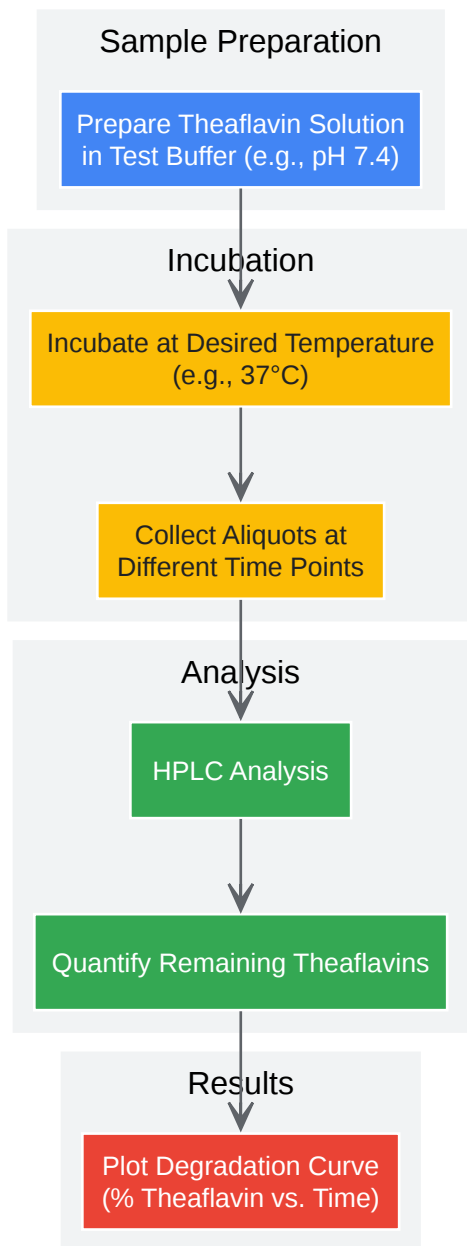 Sample Preparation
Prepare Theaflavin Solution
in Test Buffer (e.g., pH 7.4)
Incubation
Incubate at Desired Temperature
(e.g., 37°C)
Collect Aliquots at
Different Time Points
Analysis
HPLC Analysis
Quantify Remaining Theaflavins
Results
Plot Degradation Curve
(% Theaflavin vs. Time)